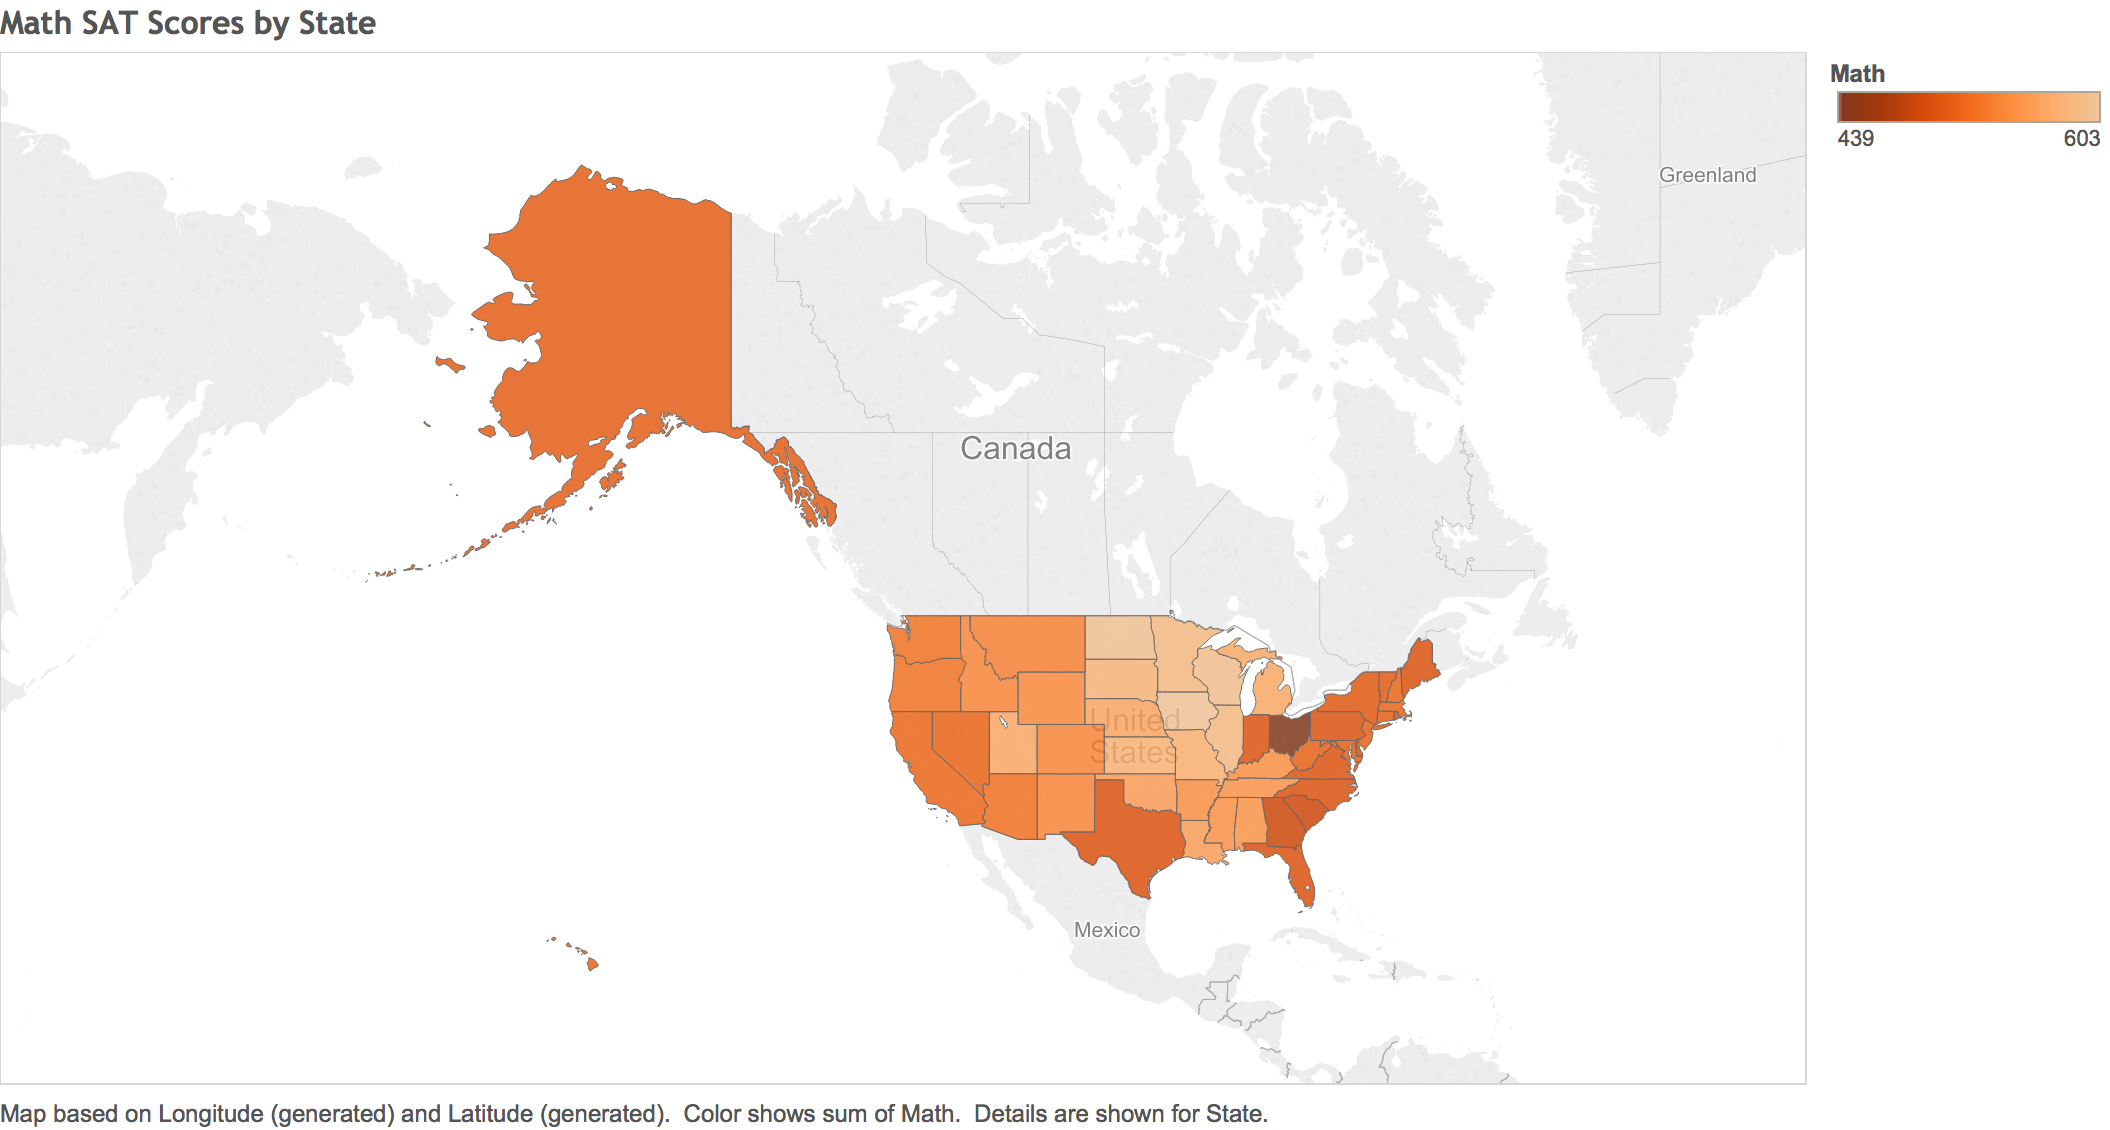 Math SAT Scores by State
Math
439
603
Greenland
Canada
United
States
Mexico
Map based on Longitude (generated) and Latitude (generated).  Color shows sum of Math.  Details are shown for State.